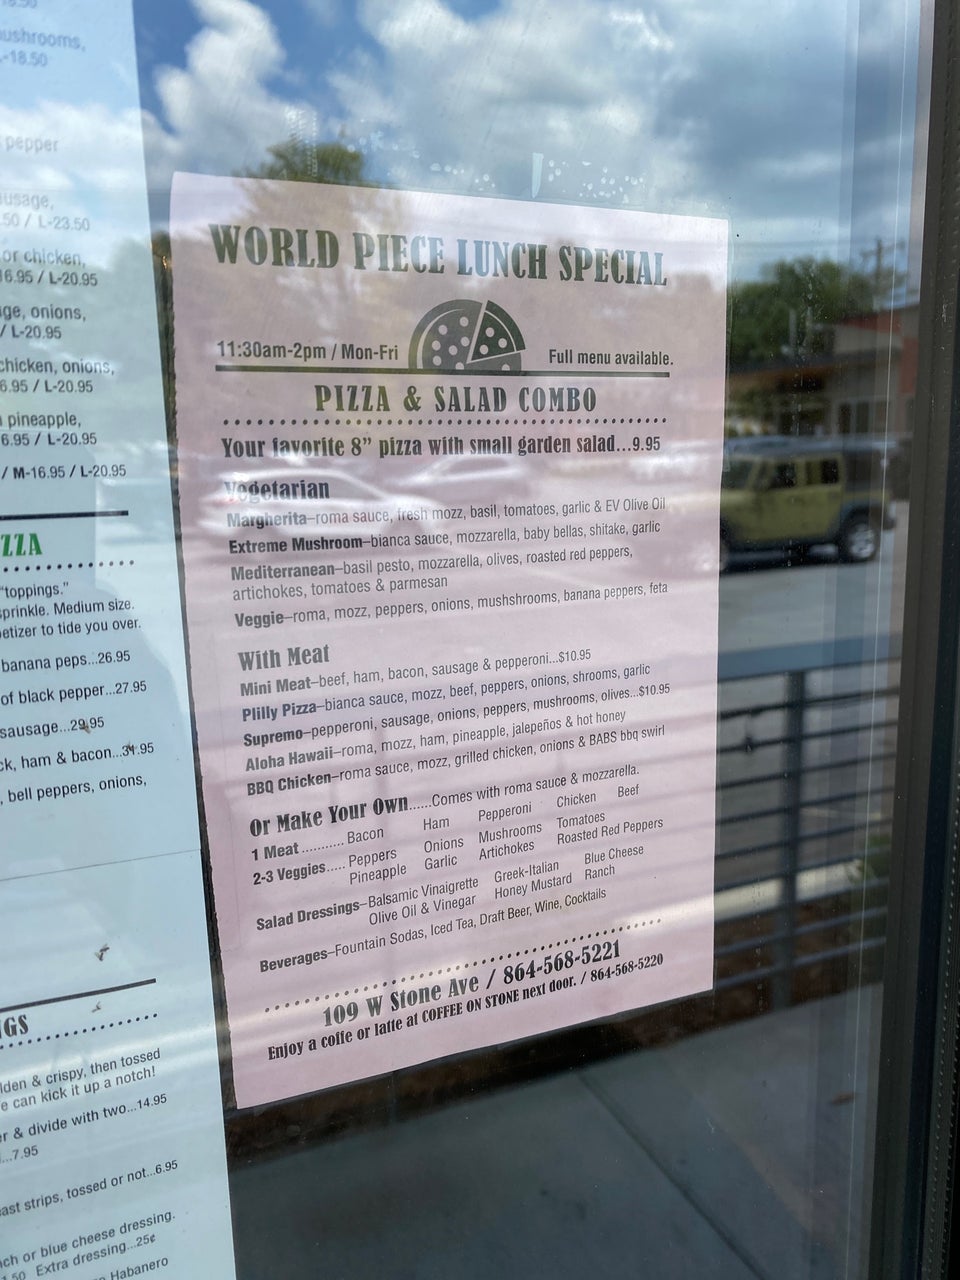 ushrooms,
-18.50
pepper
usage,
.50 / L-23.50
or chicken,
6.95 / L-20.95
ge, onions,
/ L-20.95
chicken, onions,
6.95 / L-20.95
pineapple,
6.95 / L-20.95
/ M-16.95 / L-20.95
ZZA
"toppings."
sprinkle. Medium size.
etizer to tide you over.
banana peps...26.95
of black pepper...27.95
sausage...29.95
ck, ham & bacon...31.95
, bell peppers, onions,
GS
lden & crispy, then tossed
e can kick it up a notch!
r & divide with two...14.95
...7.95
ast strips, tossed or not...6.95
ch or blue cheese dressing.
1.50 Extra dressing...25¢
Habanero
WORLD PIECE LUNCH SPECIAL
11:30am-2pm / Mon-Fri
Full menu available.
PIZZA & SALAD COMBO
Your favorite 8" pizza with small garden salad...9.95
Vegetarian
Margherita–roma sauce, fresh mozz, basil, tomatoes, garlic & EV Olive Oil
Extreme Mushroom–bianca sauce, mozzarella, baby bellas, shitake, garlic
Mediterranean–basil pesto, mozzarella, olives, roasted red peppers,
artichokes, tomatoes & parmesan
Veggie–roma, mozz, peppers, onions, mushshrooms, banana peppers, feta
With Meat
Mini Meat–beef, ham, bacon, sausage & pepperoni...$10.95
Plilly Pizza–bianca sauce, mozz, beef, peppers, onions, shrooms, garlic
Supremo–pepperoni, sausage, onions, peppers, mushrooms, olives...$10.95
Aloha Hawaii–roma, mozz, ham, pineapple, jalepeños & hot honey
BBQ Chicken–roma sauce, mozz, grilled chicken, onions & BABS bbq swirl
Or Make Your Own......Comes with roma sauce & mozzarella.
1 Meat ........... Bacon Ham Pepperoni Chicken Beef
2-3 Veggies..... Peppers Onions Mushrooms Tomatoes
Pineapple Garlic Artichokes Roasted Red Peppers
Salad Dressings–Balsamic Vinaigrette Greek-Italian Blue Cheese
Olive Oil & Vinegar Honey Mustard Ranch
Beverages–Fountain Sodas, Iced Tea, Draft Beer, Wine, Cocktails
109 W Stone Ave / 864-568-5221
Enjoy a coffe or latte at COFFEE ON STONE next door. / 864-568-5220